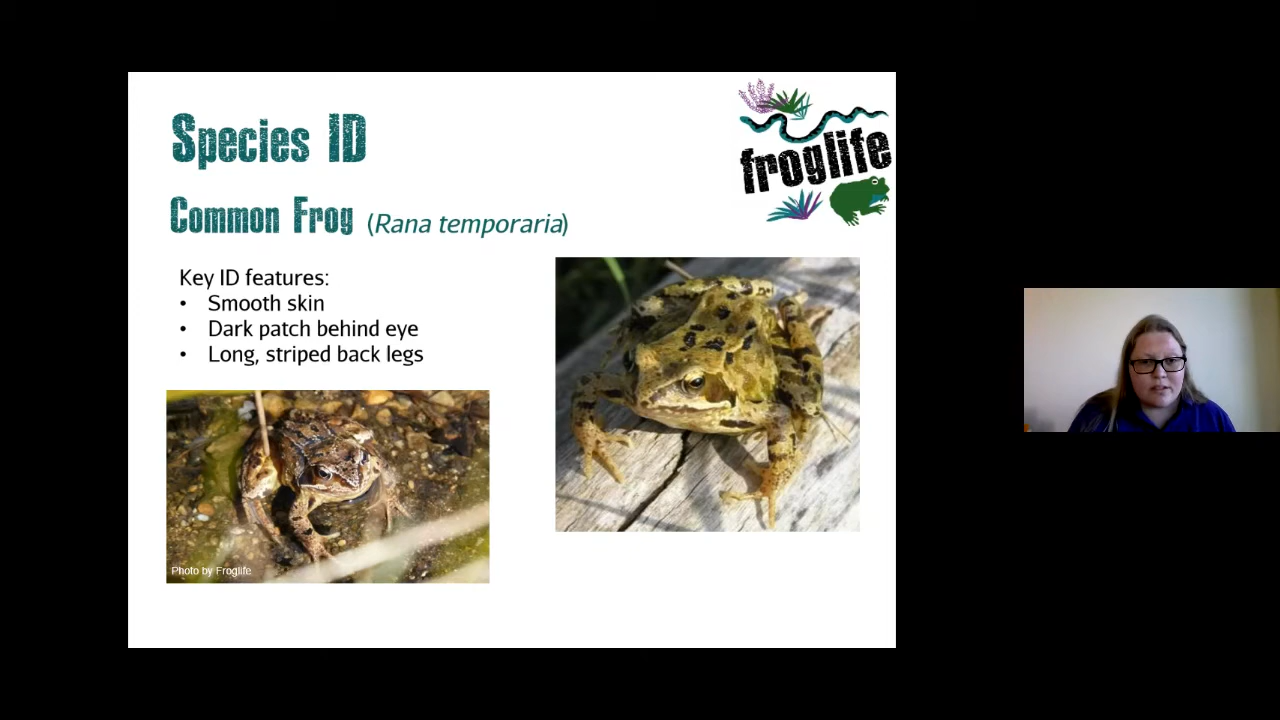 Species ID
froglife
Common Frog (Rana temporaria)
Key ID features:
• Smooth skin
• Dark patch behind eye
• Long, striped back legs
Photo by Froglife